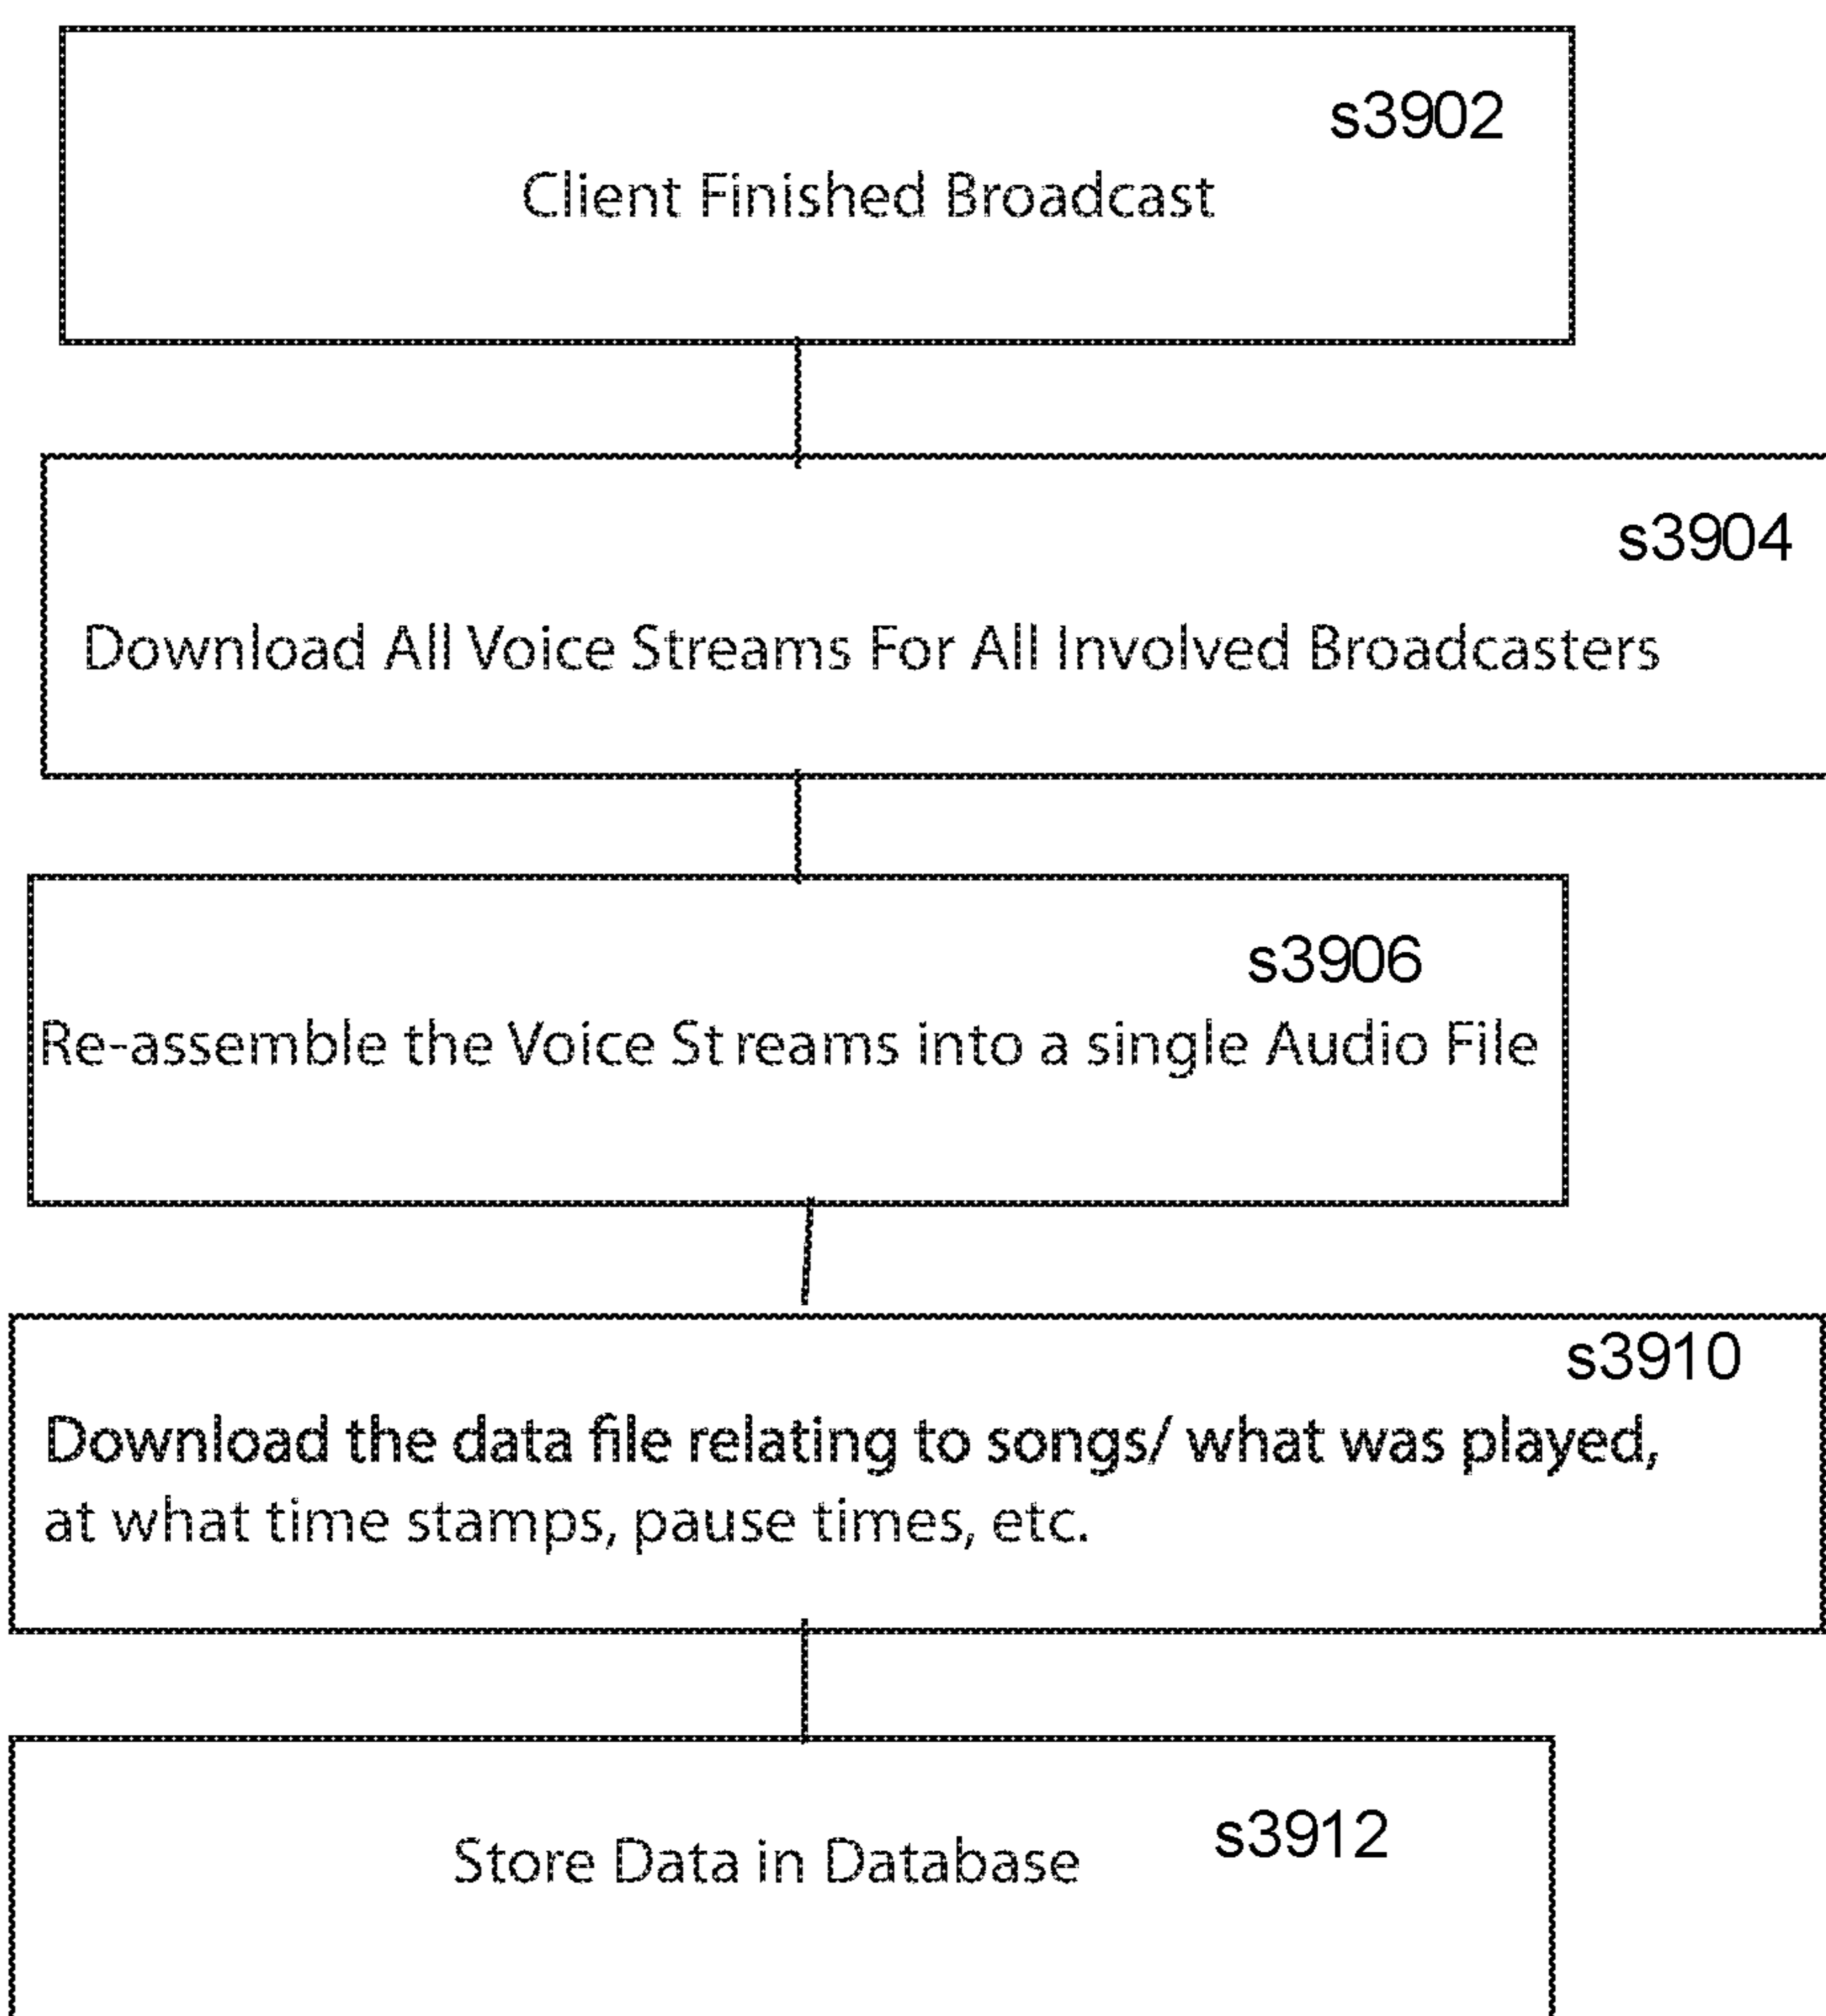 s3902
Client Finished Broadcast
s3904
Download All Voice Streams For All Involved Broadcasters
s3906
Re-assemble the Voice Streams into a single Audio File
s3910
Download the data file relating to songs/ what was played,
at what time stamps, pause times, etc.
s3912
Store Data in Database